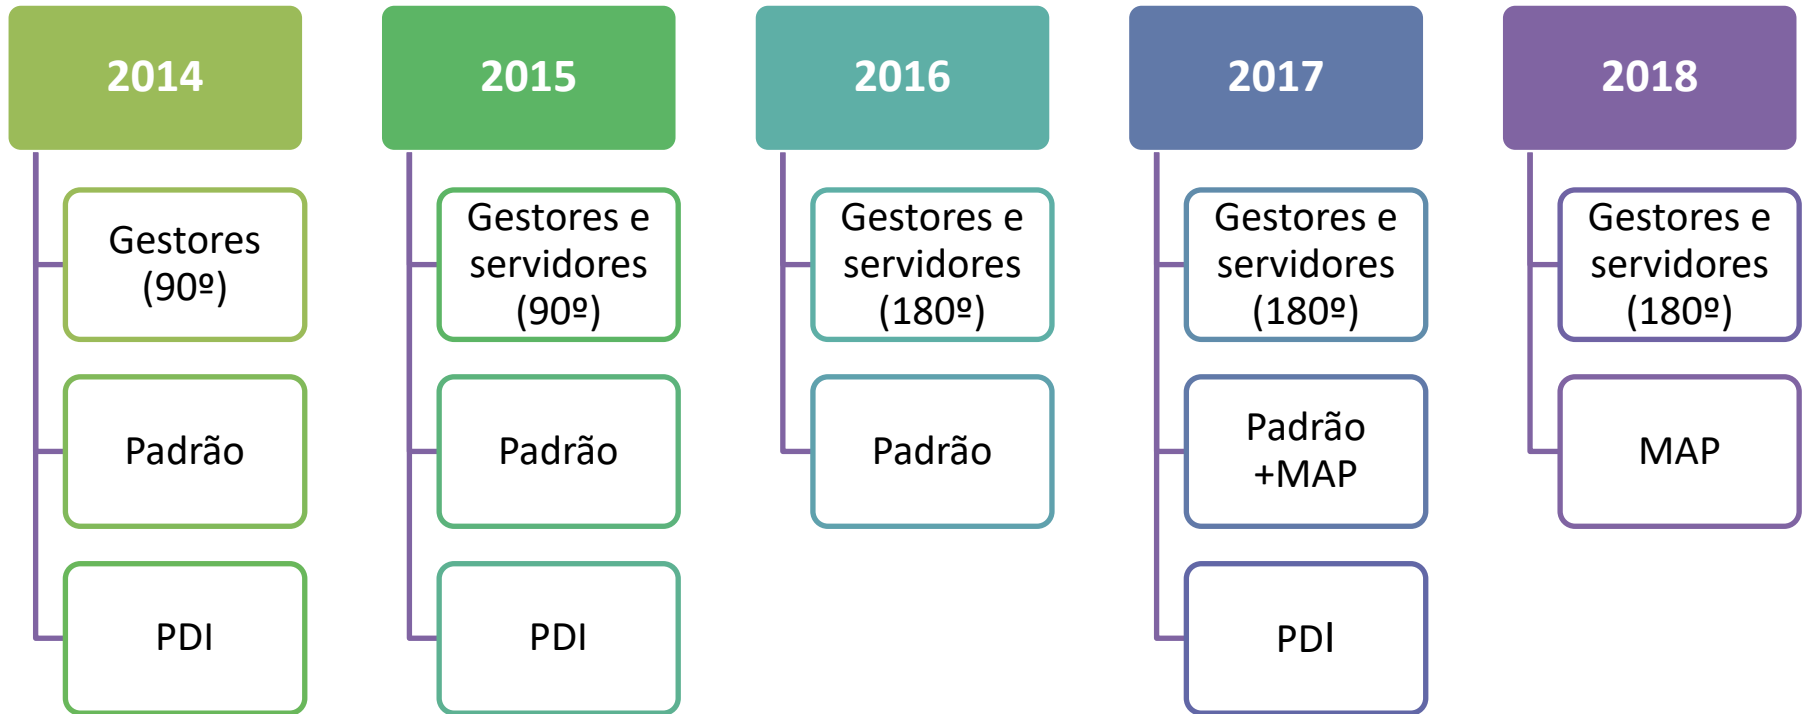 2014
Gestores
(90º)
Padrão
PDI
2015
Gestores e
servidores
(90º)
Padrão
PDI
2016
Gestores e
servidores
(180º)
Padrão
2017
Gestores e
servidores
(180º)
Padrão
+MAP
PDI
2018
Gestores e
servidores
(180º)
MAP